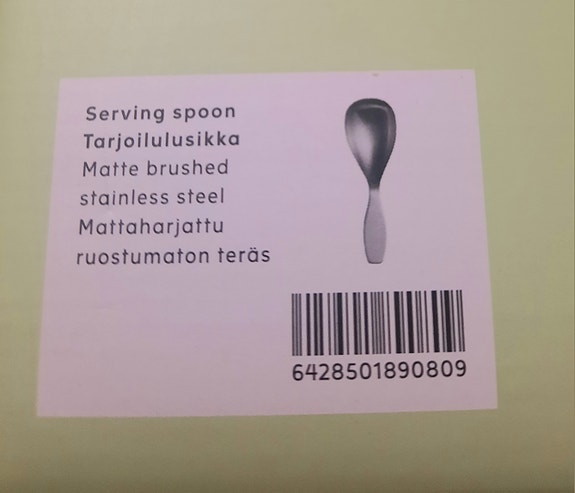 Serving spoon
Tarjoilulusikka
Matte brushed
stainless steel
Mattaharjattu
ruostumaton teräs
6428501890809